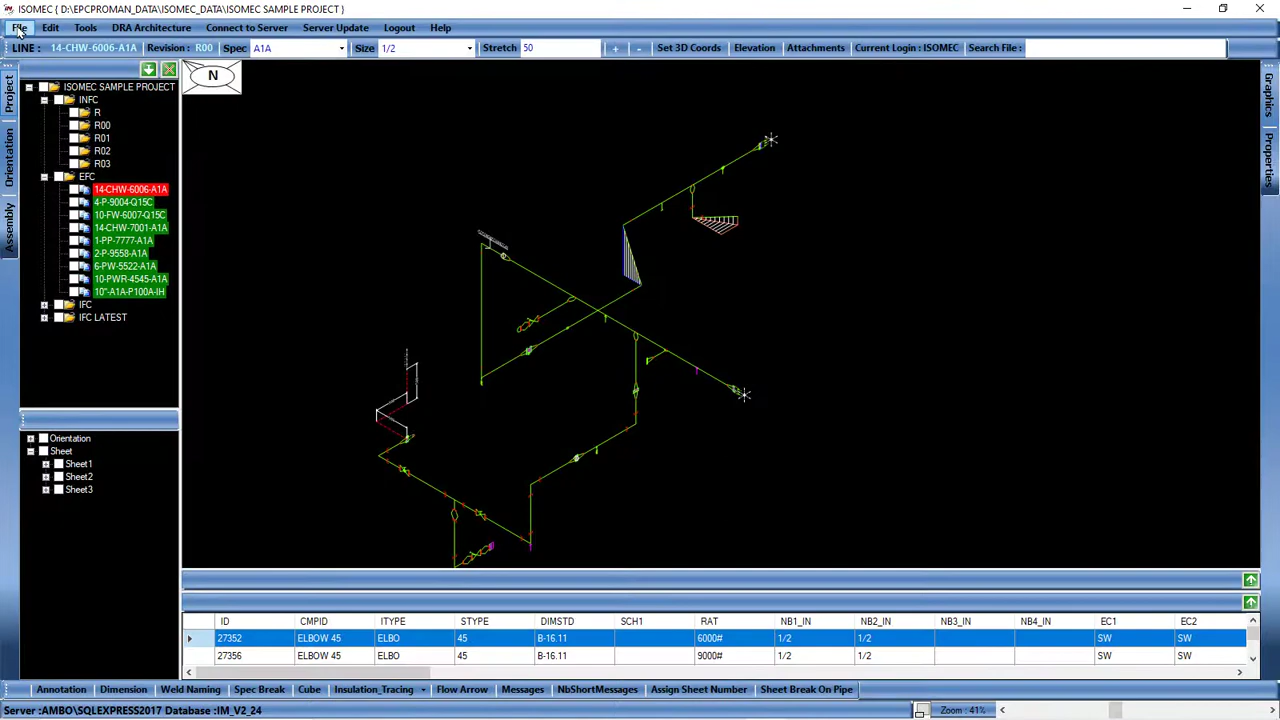 ISOMEC { D:\EPCPROMAN_DATA\ISOMEC_DATA\ISOMEC SAMPLE PROJECT }
File Edit Tools DRA Architecture Connect to Server Server Update Logout Help
LINE : 14-CHW-6006-A1A Revision : R00 Spec A1A Size 1/2 Stretch 50 + - Set 3D Coords Elevation Attachments Current Login : ISOMEC Search File :
N
Project
Orientation
Assembly
ISOMEC SAMPLE PROJECT
INFC
R
R00
R01
R02
R03
EFC
14-CHW-6006-A1A
4-P-9004-Q15C
10-FW-6007-Q15C
14-CHW-7001-A1A
1-PP-7777-A1A
2-P-9558-A1A
6-PW-5522-A1A
10-PWR-4545-A1A
10"-A1A-P100A-IH
IFC
IFC LATEST
Orientation
Sheet
Sheet1
Sheet2
Sheet3
Graphics
Properties
ID CMPID ITYPE STYPE DIMSTD SCH1 RAT NB1_IN NB2_IN NB3_IN NB4_IN EC1 EC2
27352 ELBOW 45 ELBO 45 B-16.11 6000# 1/2 1/2 SW SW
27356 ELBOW 45 ELBO 45 B-16.11 9000# 1/2 1/2 SW SW
Annotation Dimension Weld Naming Spec Break Cube Insulation_Tracing Flow Arrow Messages NbShortMessages Assign Sheet Number Sheet Break On Pipe
Server :AMBO\SQLEXPRESS2017 Database :IM_V2_24 Zoom : 41%